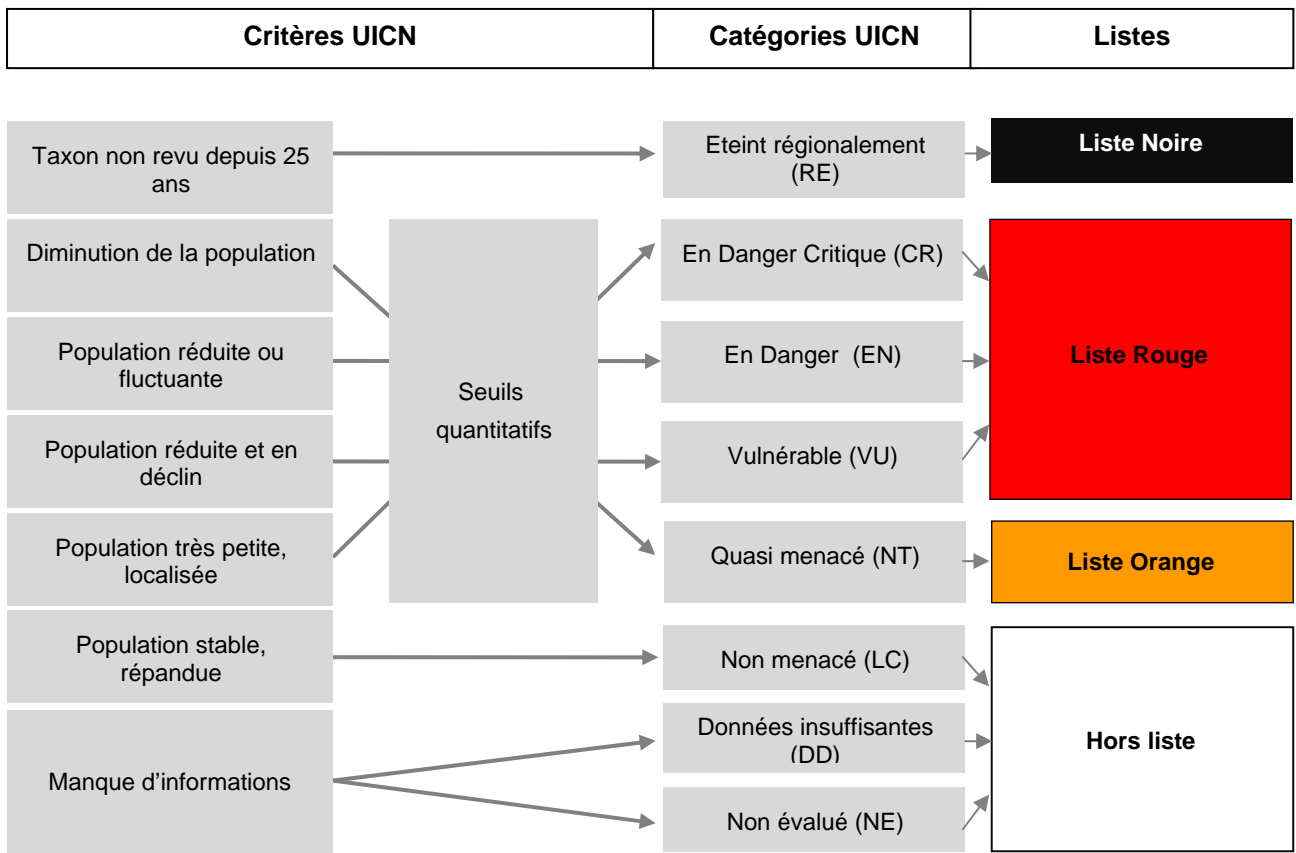 Critères UICN
Catégories UICN
Listes
Taxon non revu depuis 25
ans
Eteint régionalement
(RE)
Liste Noire
Diminution de la population
Population réduite ou
fluctuante
Population réduite et en
déclin
Population très petite,
localisée
Seuils
quantitatifs
En Danger Critique (CR)
En Danger (EN)
Vulnérable (VU)
Quasi menacé (NT)
Liste Rouge
Liste Orange
Population stable,
répandue
Manque d'informations
Non menacé (LC)
Données insuffisantes
(DD)
Non évalué (NE)
Hors liste